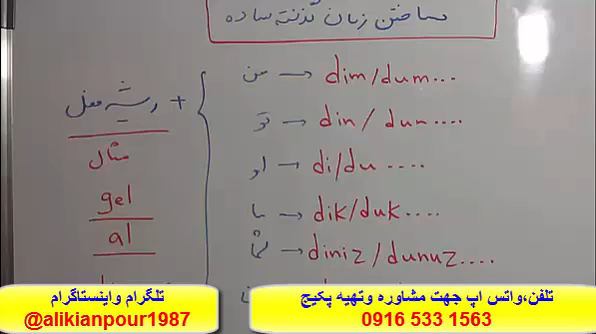 ساختن زمان گذشته ساده
من → dim/dum...
ریشه فعل +
تو → din/dun....
مثال
او → di/du ....
gel
ما → dik/duk....
al
شما → diniz/dunuz....
تلگرام واینستاگرام
@alikianpour1987
تلفن،واتس اپ جهت مشاوره وتهیه پکیج
0916 533 1563